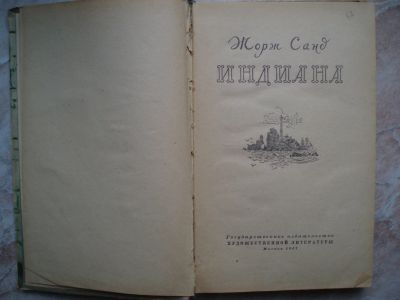 Жорж Санд
ИНДИАНА
Государственное издательство
ХУДОЖЕСТВЕННОЙ ЛИТЕРАТУРЫ
Москва